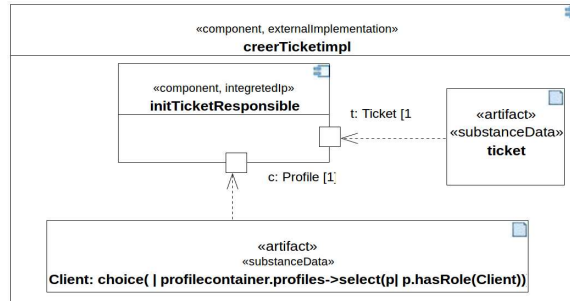 «component, externalImplementation»
creerTicketimpl
«component, integretedIp»
initTicketResponsible
t: Ticket [1
«artifact»
«substanceData»
ticket
c: Profile [1]
«artifact»
«substanceData»
Client: choice( | profilecontainer.profiles->select(p| p.hasRole(Client))